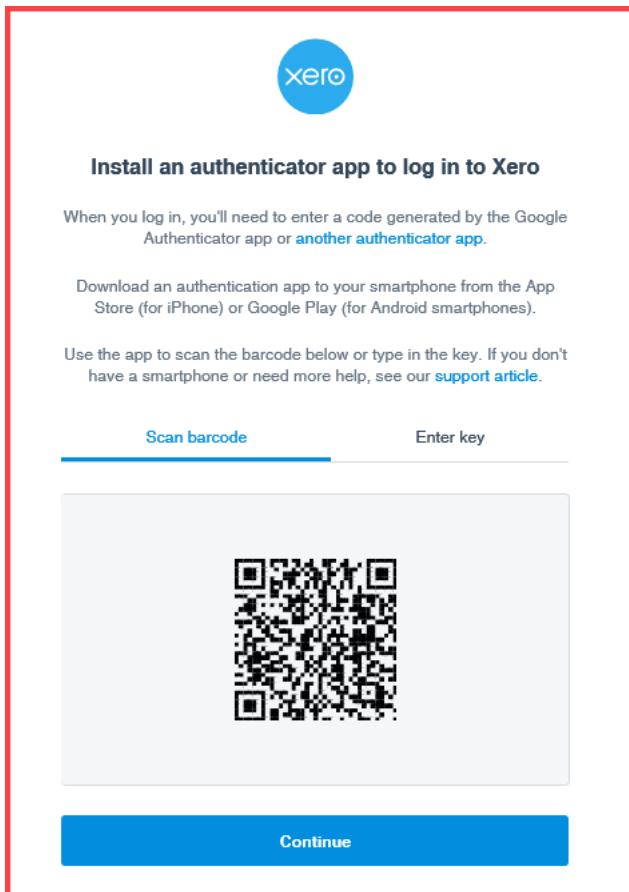 xero
Install an authenticator app to log in to Xero
When you log in, you'll need to enter a code generated by the Google
Authenticator app or another authenticator app.
Download an authentication app to your smartphone from the App
Store (for iPhone) or Google Play (for Android smartphones).
Use the app to scan the barcode below or type in the key. If you don't
have a smartphone or need more help, see our support article.
Scan barcode
Enter key
Continue